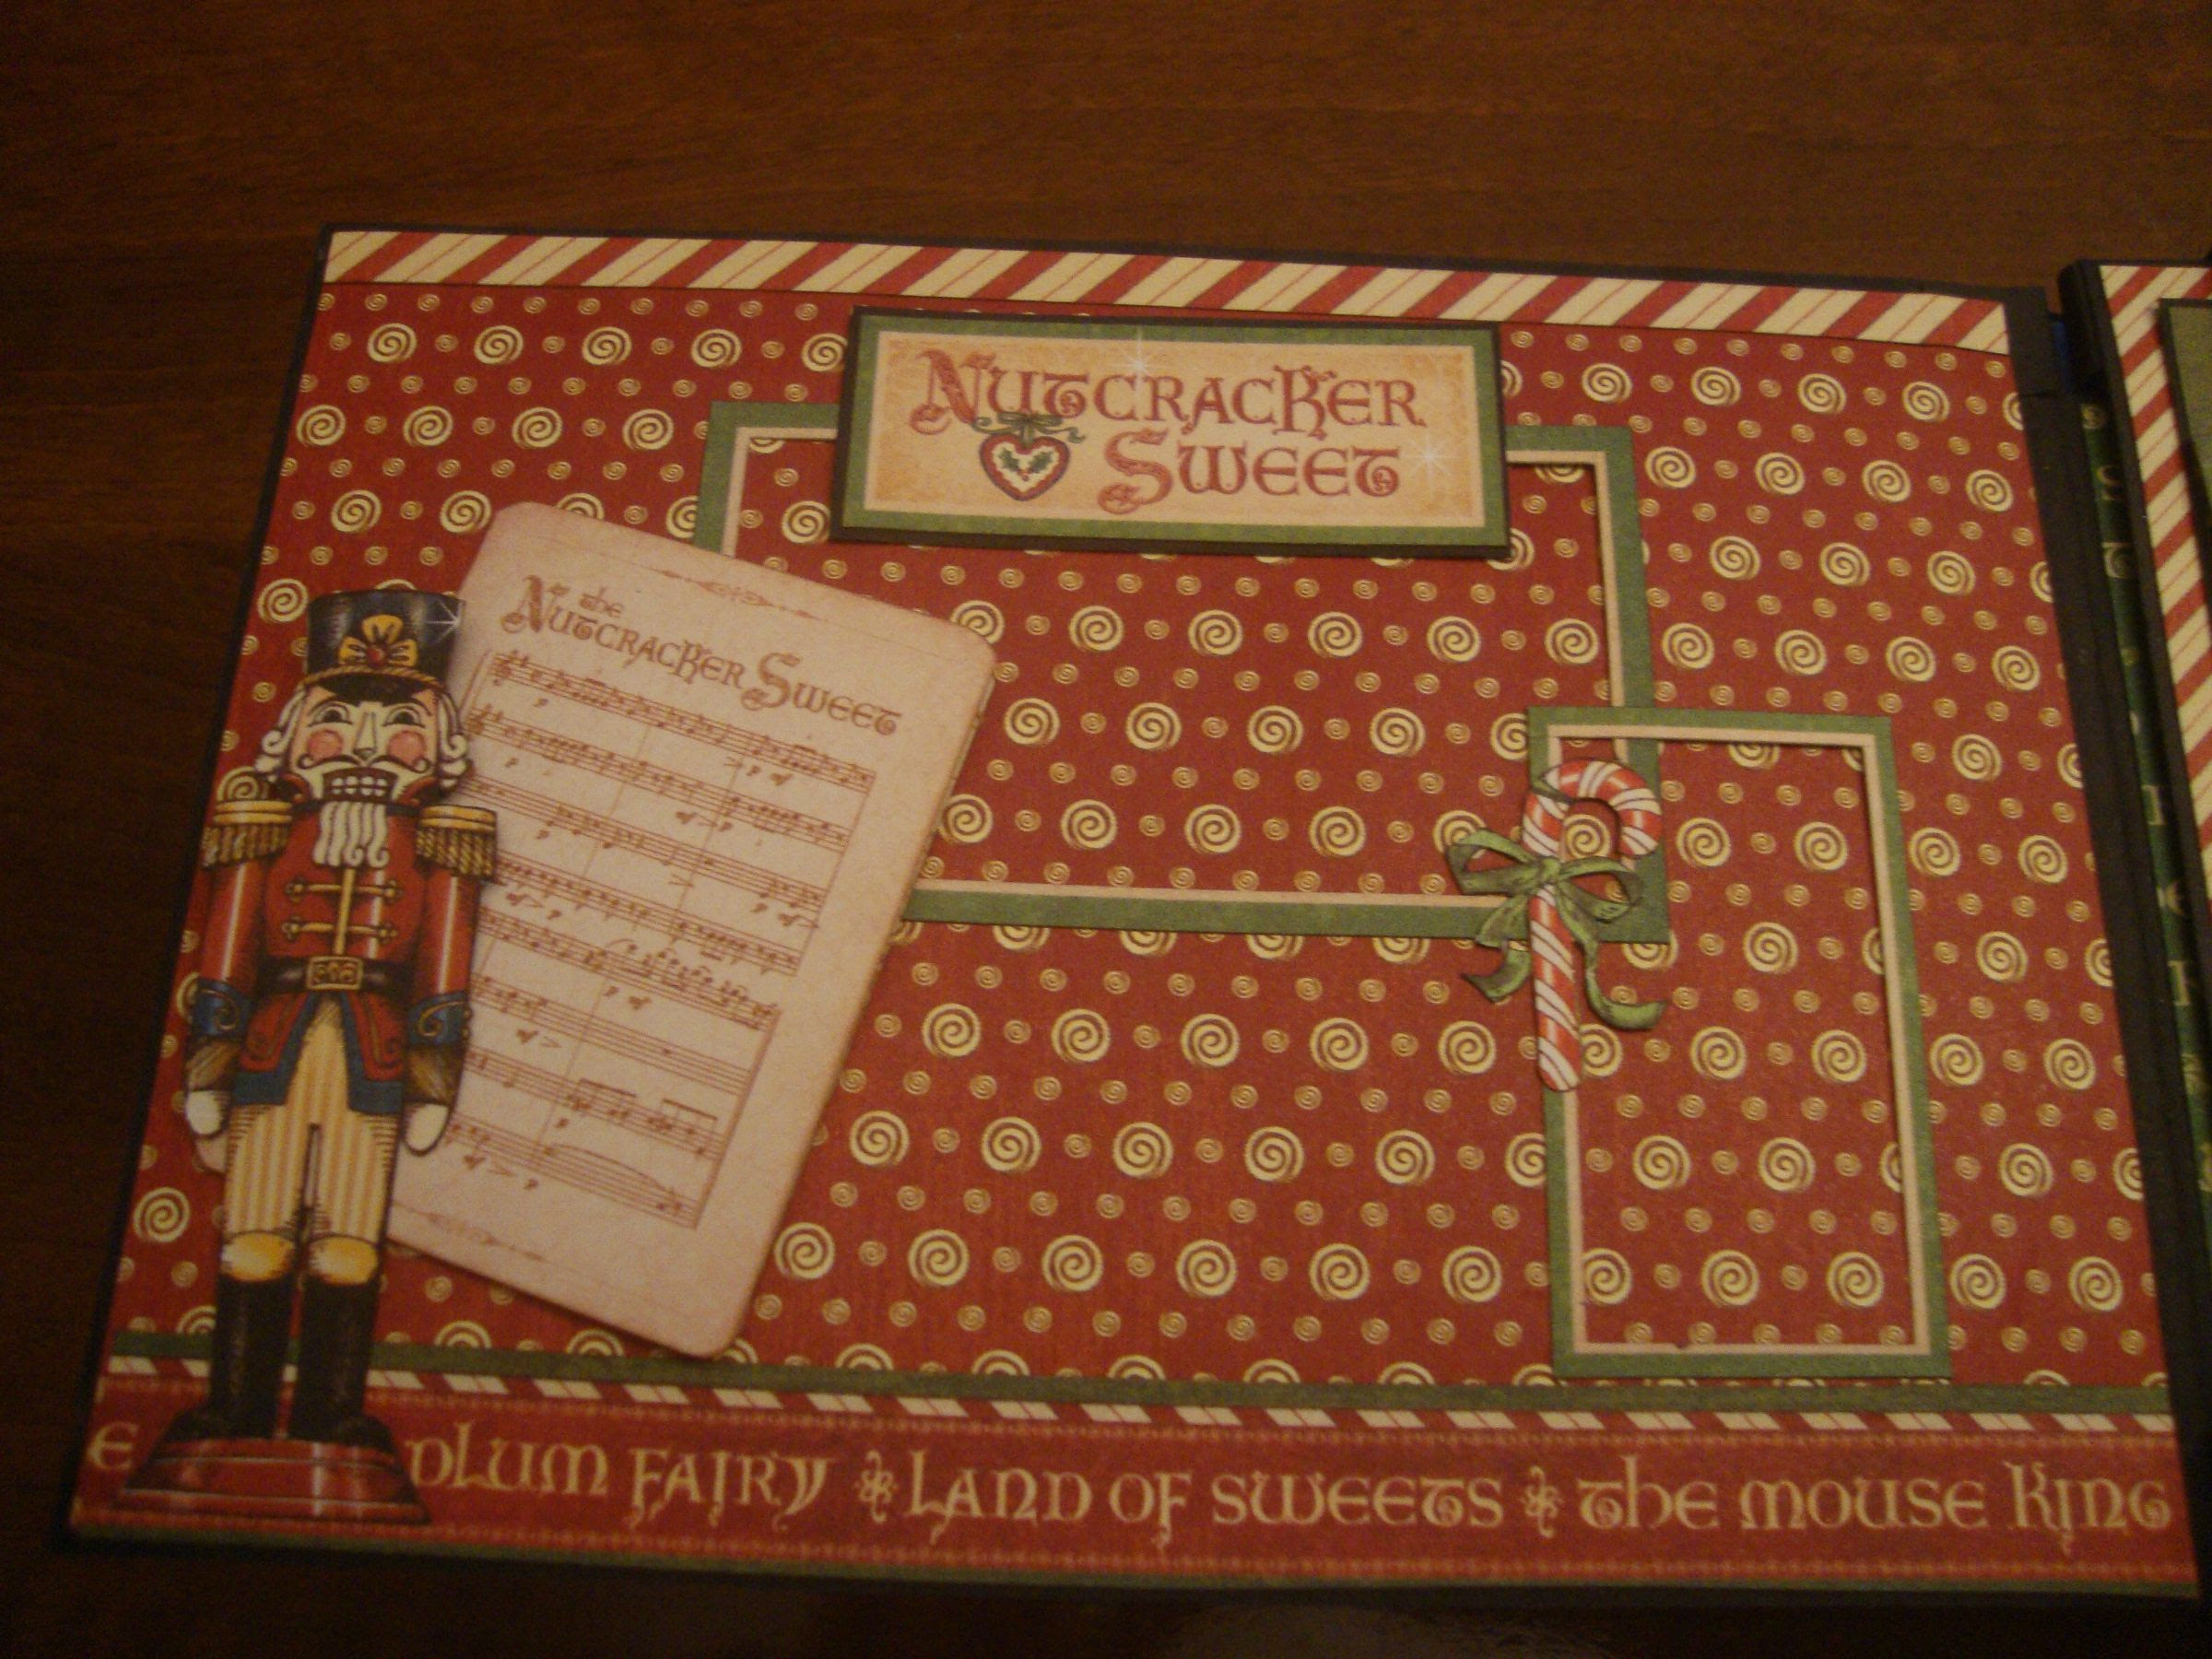 NUTCRACKER
SWEET
the
NUTCRACKER SWEET
E PLUM FAIRY LAND OF SWEETS the MOUSE KING